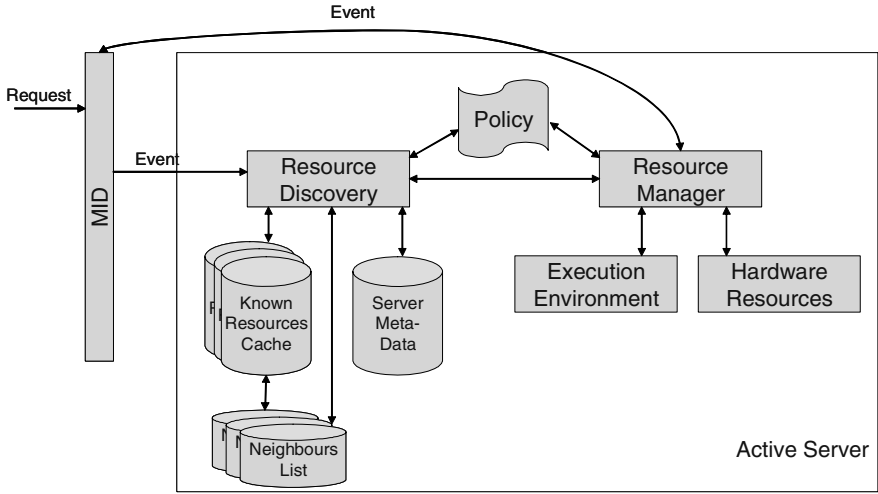 Event
Request
Event
MID
Policy
Resource
Discovery
Resource
Manager
Execution
Environment
Hardware
Resources
Known
Resources
Cache
Server
Meta-
Data
Neighbours
List
Active Server